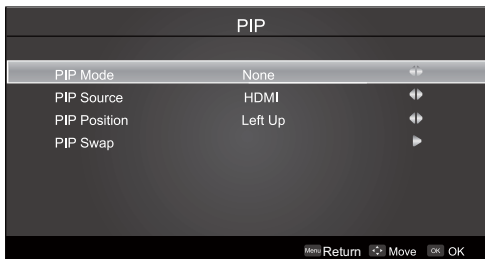 PIP
PIP Mode None
PIP Source HDMI
PIP Position Left Up
PIP Swap
Menu Return Move OK OK